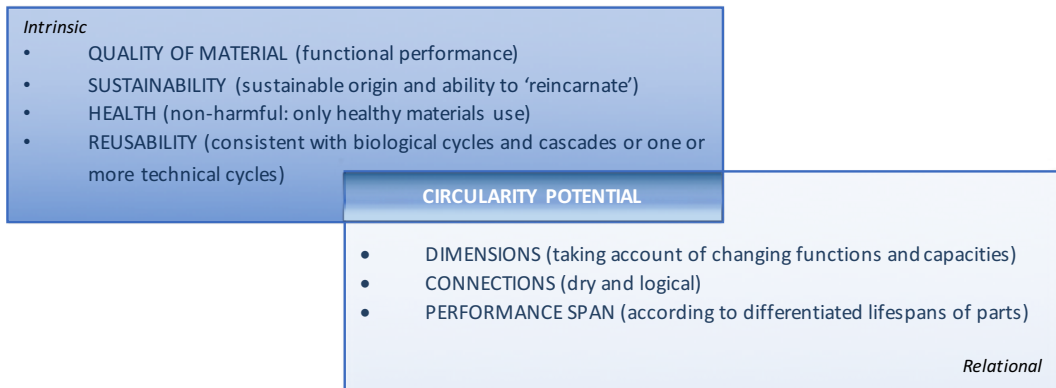 Intrinsic
• QUALITY OF MATERIAL (functional performance)
• SUSTAINABILITY (sustainable origin and ability to ‘reincarnate’)
• HEALTH (non-harmful: only healthy materials use)
• REUSABILITY (consistent with biological cycles and cascades or one or
more technical cycles)
CIRCULARITY POTENTIAL
• DIMENSIONS (taking account of changing functions and capacities)
• CONNECTIONS (dry and logical)
• PERFORMANCE SPAN (according to differentiated lifespans of parts)
Relational